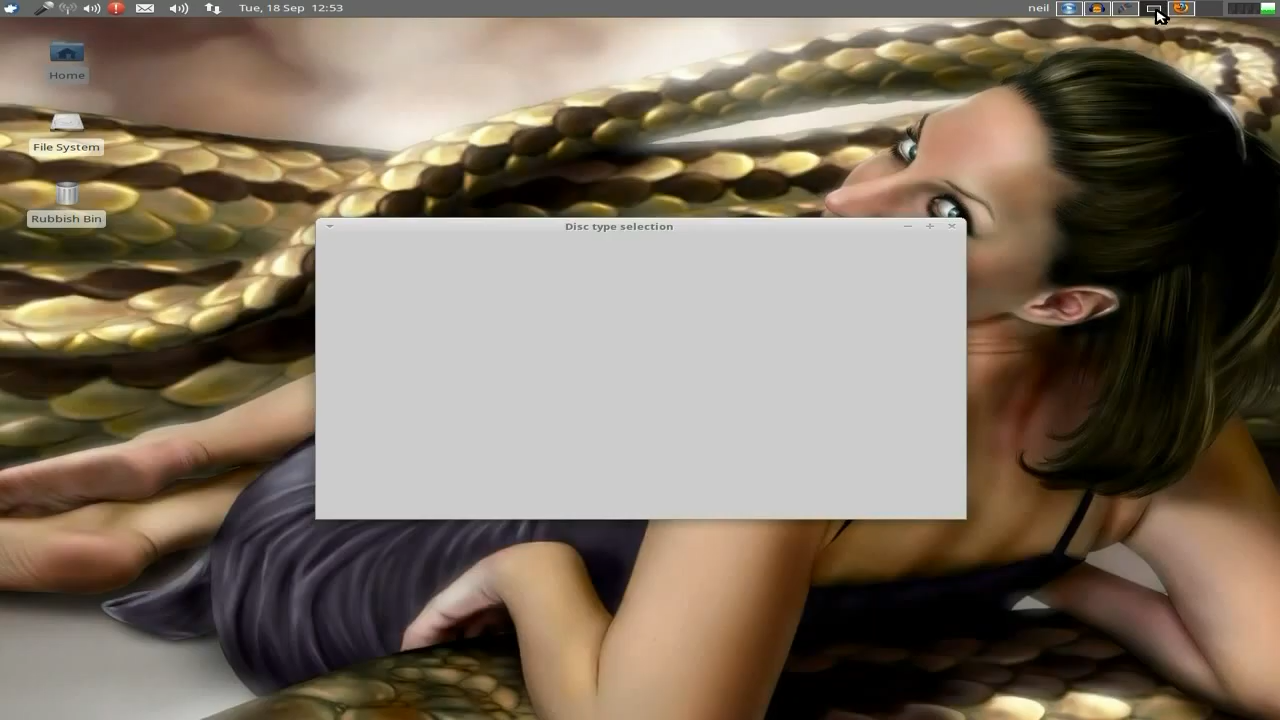 Tue, 18 Sep 12:53
neil
Home
File System
Rubbish Bin
Disc type selection